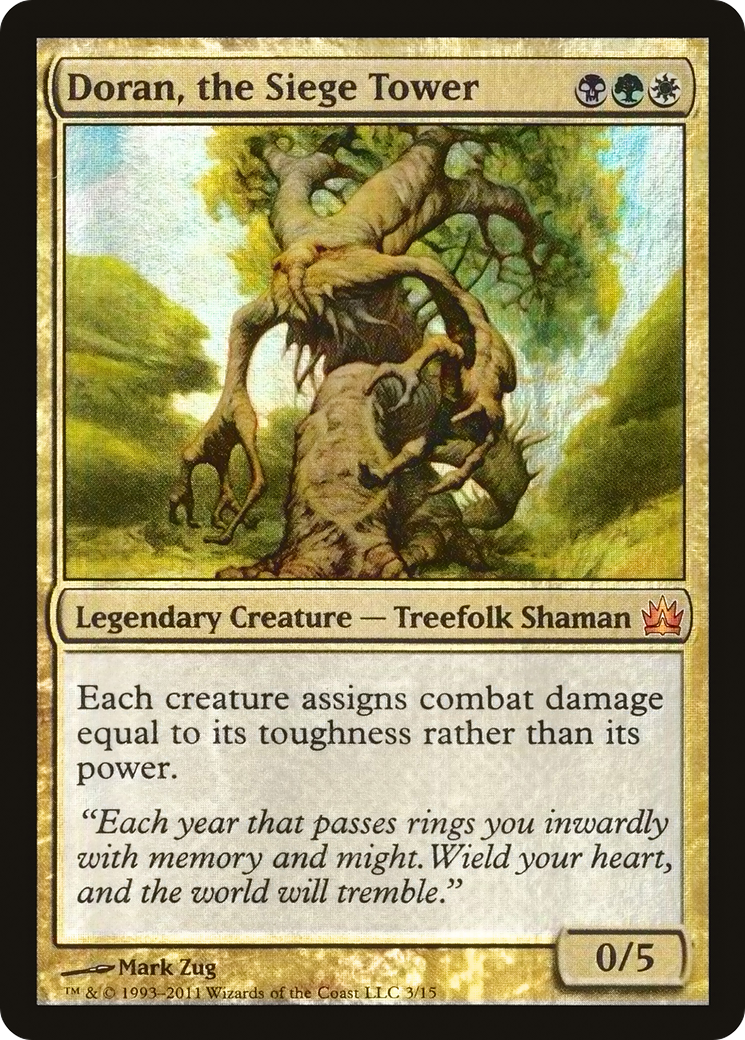 Doran, the Siege Tower
Legendary Creature — Treefolk Shaman
Each creature assigns combat damage
equal to its toughness rather than its
power.
“Each year that passes rings you inwardly
with memory and might. Wield your heart,
and the world will tremble.”
0/5
Mark Zug
™ & © 1993–2011 Wizards of the Coast LLC 3/15